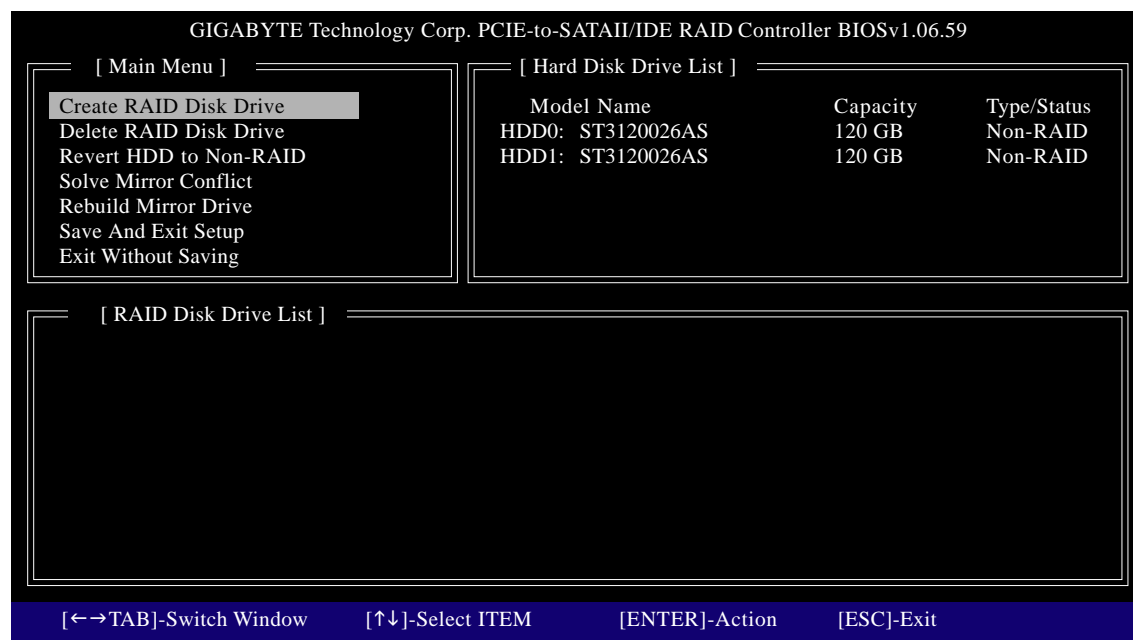 GIGABYTE Technology Corp. PCIE-to-SATAII/IDE RAID Controller BIOSv1.06.59
[ Main Menu ]
Create RAID Disk Drive
Delete RAID Disk Drive
Revert HDD to Non-RAID
Solve Mirror Conflict
Rebuild Mirror Drive
Save And Exit Setup
Exit Without Saving
[ Hard Disk Drive List ]
Model Name Capacity Type/Status
HDD0: ST3120026AS 120 GB Non-RAID
HDD1: ST3120026AS 120 GB Non-RAID
[ RAID Disk Drive List ]
[←→TAB]-Switch Window [↑↓]-Select ITEM [ENTER]-Action [ESC]-Exit